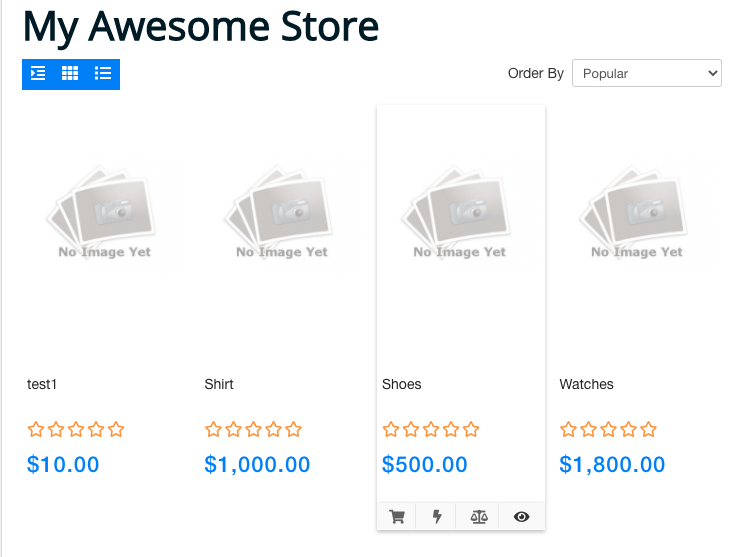 My Awesome Store
Order By Popular
No Image Yet No Image Yet No Image Yet No Image Yet
test1 Shirt Shoes Watches
$10.00 $1,000.00 $500.00 $1,800.00